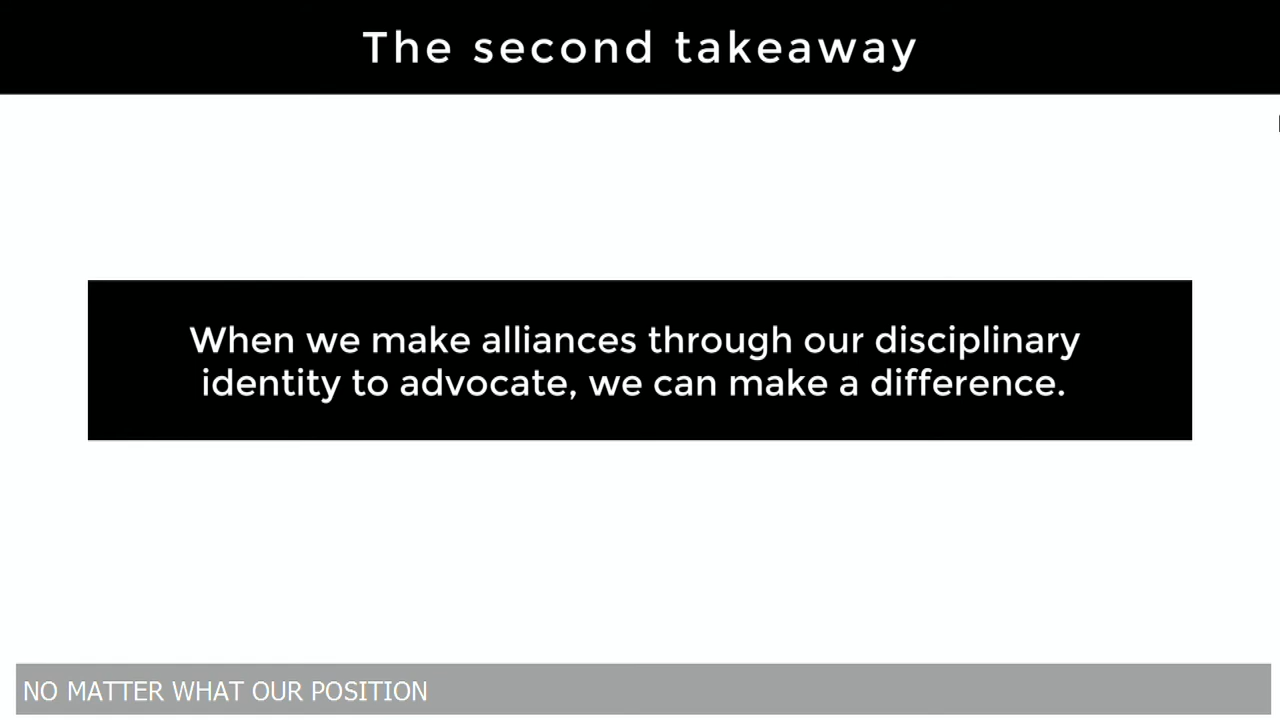 The second takeaway
When we make alliances through our disciplinary
identity to advocate, we can make a difference.
NO MATTER WHAT OUR POSITION